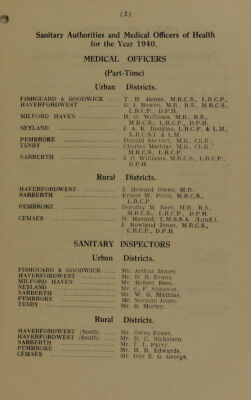 ( 3 )
Sanitary Authorities and Medical Officers of Health
for the Year 1940.
MEDICAL OFFICERS
(Part-Time)
Urban Districts.
FISHGUARD & GOODWICK ..... T. H. James, M.R.C.S., L.R.C.P.,
HAVERFORDWEST ..... G. J. Bowen, M.B., B.S., M.R.C.S.,
L.R.C.P., D.P.H.
MILFORD HAVEN ..... H. O. Williams, M.B., B.S.,
M.R.C.S., L.R.C.P., D.P.H.
NEYLAND ..... J. A. K. Douglas, L.R.C.P. & L.M.,
L.R.C.S.I. & L.M.
PEMBROKE ..... Donald Stewart, M.B., Ch.B.
TENBY ..... Charles Mathias, M.B., Ch.B.,
M.R.C.S., L.R.C.P.
NARBERTH ..... J. O. Williams, M.R.C.S., L.R.C.P.,
D.P.H.
Rural Districts.
HAVERFORDWEST ..... J. Howard Owen, M.D.
NARBERTH ..... Ernest W. Price, M.R.C.S.,
L.R.C.P.
PEMBROKE ..... Dorothy M. Rees, M.B., B.S.,
M.R.C.S., L.R.C.P., D.P.H.
CEMAES ..... D. Havard, L.M.S.S.A. (Lond.).
J. Rowland Jones, M.R.C.S.,
L.R.C.P., D.P.H.
SANITARY INSPECTORS
Urban Districts.
FISHGUARD & GOODWICK ..... Mr. Arthur James.
HAVERFORDWEST ..... Mr. D. B. Evans.
MILFORD HAVEN ..... Mr. Robert Rees.
NEYLAND ..... Mr. C. P. Simpson.
NARBERTH ..... Mr. W. G. Mathias.
PEMBROKE ..... Mr. Norman Jones.
TENBY ..... Mr. B. Morley.
Rural Districts.
HAVERFORDWEST (North) ..... Mr. Owen Evans.
HAVERFORDWEST (South) ..... Mr. D. C. Nicholson.
NARBERTH ..... Mr. T. L. Parry.
PEMBROKE ..... Mr. H. B. Edwards.
CEMAES ..... Mr. Ivor E. G. George.